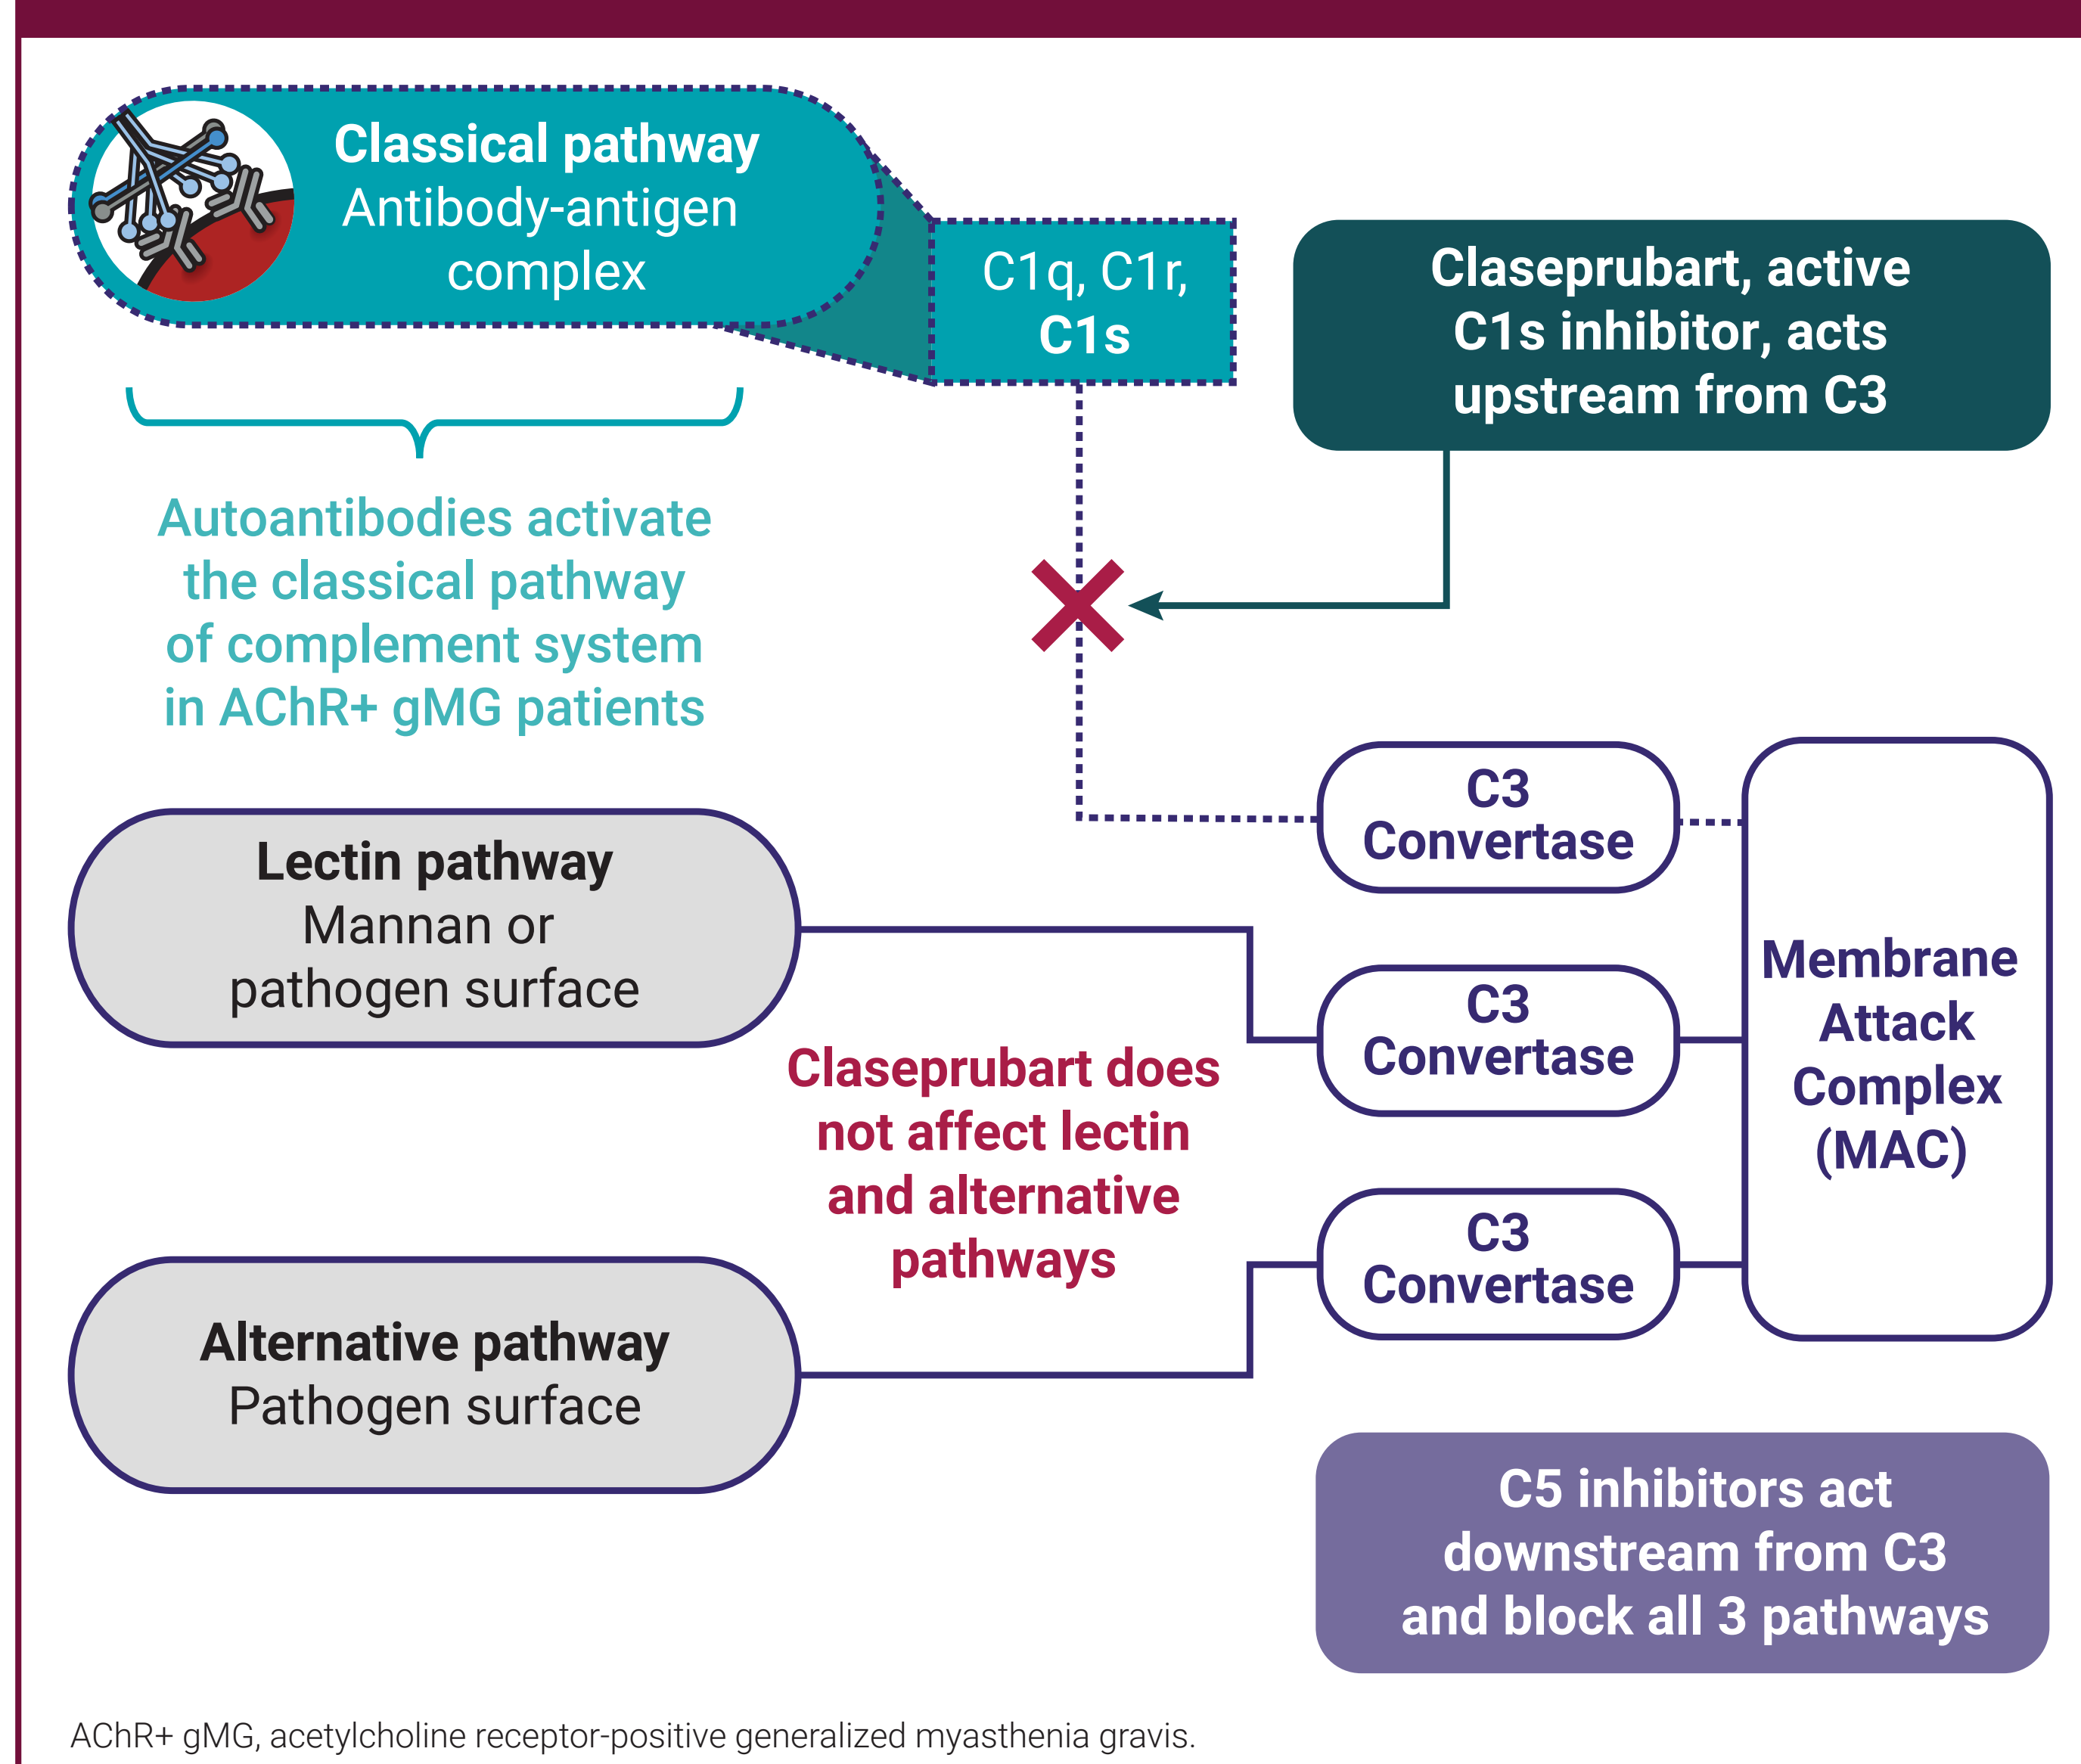 Classical pathway
Antibody-antigen
complex
C1q, C1r,
C1s
Claseprubart, active
C1s inhibitor, acts
upstream from C3
Autoantibodies activate
the classical pathway
of complement system
in AChR+ gMG patients
C3
Convertase
Lectin pathway
Mannan or
pathogen surface
C3
Convertase
Membrane
Attack
Complex
(MAC)
Claseprubart does
not affect lectin
and alternative
pathways
C3
Convertase
Alternative pathway
Pathogen surface
C5 inhibitors act
downstream from C3
and block all 3 pathways
AChR+ gMG, acetylcholine receptor-positive generalized myasthenia gravis.